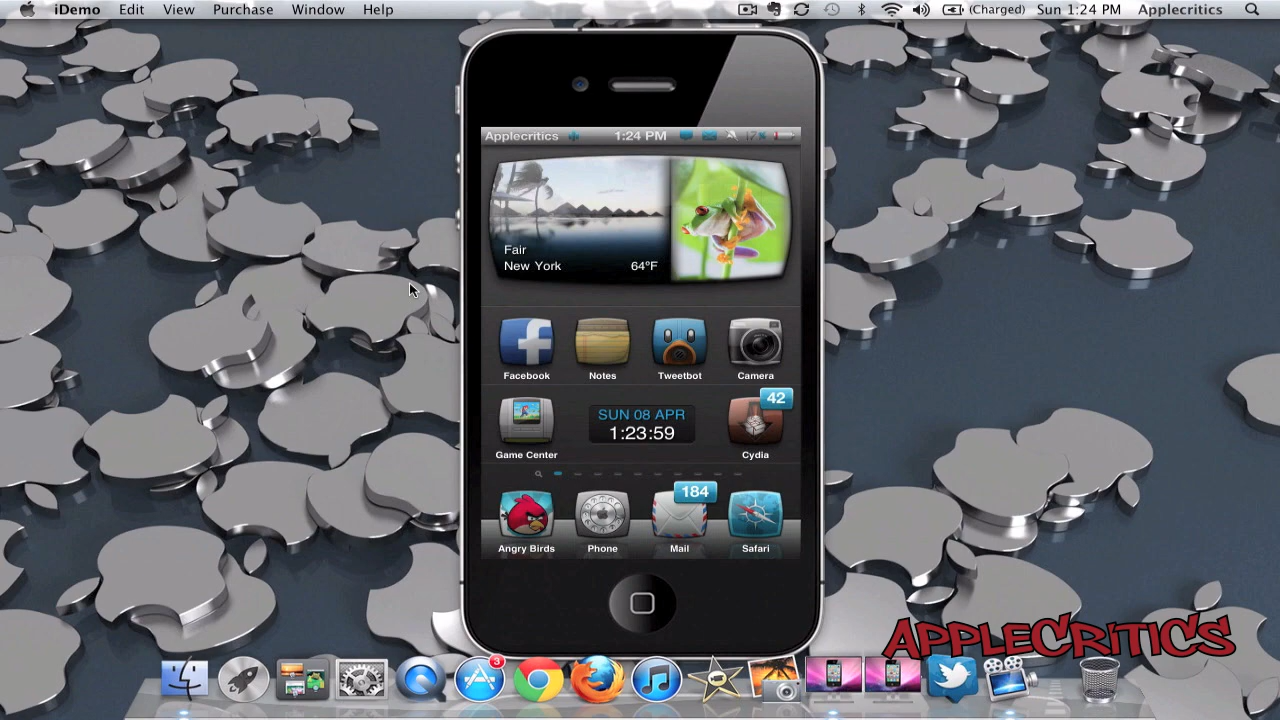 iDemo Edit View Purchase Window Help (Charged) Sun 1:24 PM Applecritics
Applecritics 1:24 PM 17%
Fair
New York 64°F
Facebook Notes Tweetbot Camera
42
SUN 08 APR
1:23:59
Game Center Cydia
184
Angry Birds Phone Mail Safari
APPLECRITICS
3